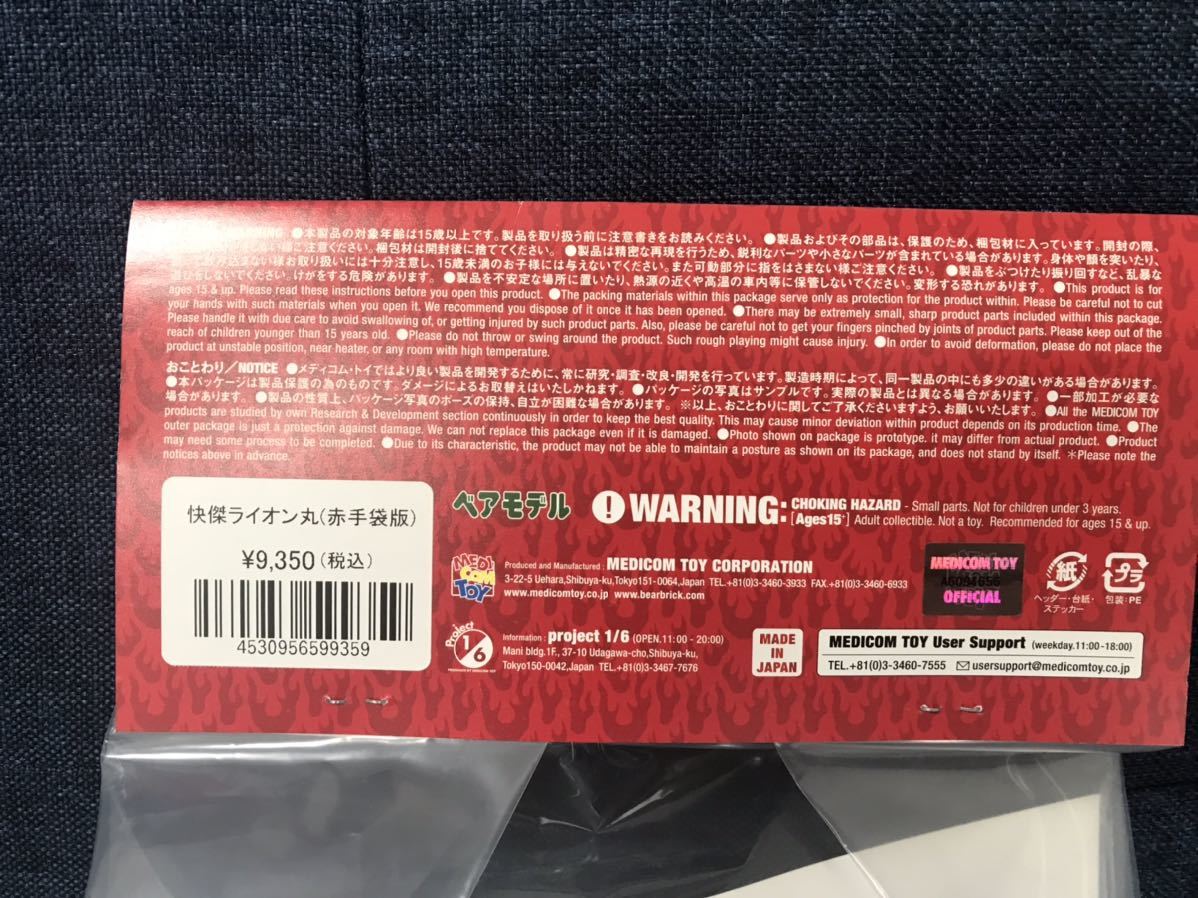 WARNING ●本製品の対象年齢は15歳以上です。製品を取り扱う前に注意書きをお読みください。 ●製品およびその部品は、保護のため、梱包材に入っています。開封の際、
ご注意ください。梱包材は開封後に捨ててください。 ●製品は精密な再現を行うため、鋭利なパーツや小さなパーツが含まれている場合があります。身体や顔を突いたり、
お取り扱いには十分注意し、15歳未満のお子様には与えないでください。また可動部分に指をはさまない様ご注意ください。 ●製品をぶつけたり振り回すなど、乱暴な
しないでください。けがをする危険があります。 ●製品を不安定な場所に置いたり、熱源の近くや高温の車内等に保管しないでください。変形する恐れがあります。 ●This product is for
ages 15 & up. Please read these instructions before you open this product. ●The packing materials within this package serve only as protection for the product within. Please be careful not to cut
your hands with such materials when you open it. We recommend you dispose of it once it has been opened. ●There may be extremely small, sharp product parts included within this package.
Please handle it with due care to avoid swallowing of, or getting injured by such product parts. Also, please be careful not to get your fingers pinched by joints of product parts. Please keep out of the
reach of children younger than 15 years old. ●Please do not throw or swing around the product. Such rough playing might cause injury. ●In order to avoid deformation, please do not place the
product at unstable position, near heater, or any room with high temperature.
おことわり／NOTICE ●メディコム・トイではより良い製品を開発するために、常に研究・調査・改良・開発を行っています。製造時期によって、同一製品の中にも多少の違いがある場合があります。
●本パッケージは製品保護の為のものです。ダメージによるお取替えはいたしかねます。 ●パッケージの写真はサンプルです。実際の製品とは異なる場合があります。 ●一部加工が必要な
場合があります。 ●製品の性質上、パッケージ写真のポーズの保持、自立が困難な場合があります。 ※以上、おことわりに関してご了承くださいますよう、お願いいたします。 ●All the MEDICOM TOY
products are studied by own Research & Development section continuously in order to keep the best quality. This may cause minor deviation within product depends on its production time. ●The
outer package is just a protection against damage. We can not replace this package even if it is damaged. ●Photo shown on package is prototype. it may differ from actual product. ●Product
may need some process to be completed. ●Due to its characteristic, the product may not be able to maintain a posture as shown on its package, and does not stand by itself. ＊Please note the
notices above in advance.
快傑ライオン丸(赤手袋版)
¥9,350(税込)
4530956599359
ベアモデル
! WARNING: CHOKING HAZARD - Small parts. Not for children under 3 years.
[Ages15+] Adult collectible. Not a toy. Recommended for ages 15 & up.
MEDI COM TOY
Produced and Manufactured : MEDICOM TOY CORPORATION
3-22-5 Uehara,Shibuya-ku,Tokyo151-0064,Japan TEL.+81(0)3-3460-3933 FAX.+81(0)3-3460-6933
www.medicomtoy.co.jp www.bearbrick.com
MEDICOM TOY
A6094656
OFFICIAL
紙
ヘッダー・台紙・
ステッカー
プラ
包装:PE
Project 1/6
Information : project 1/6 (OPEN.11:00 - 20:00)
Mani bldg.1F, 37-10 Udagawa-cho,Shibuya-ku,
Tokyo150-0042,Japan TEL.+81(0)3-3467-7676
MADE
IN
JAPAN
MEDICOM TOY User Support (weekday.11:00-18:00)
TEL.+81(0)3-3460-7555 usersupport@medicomtoy.co.jp